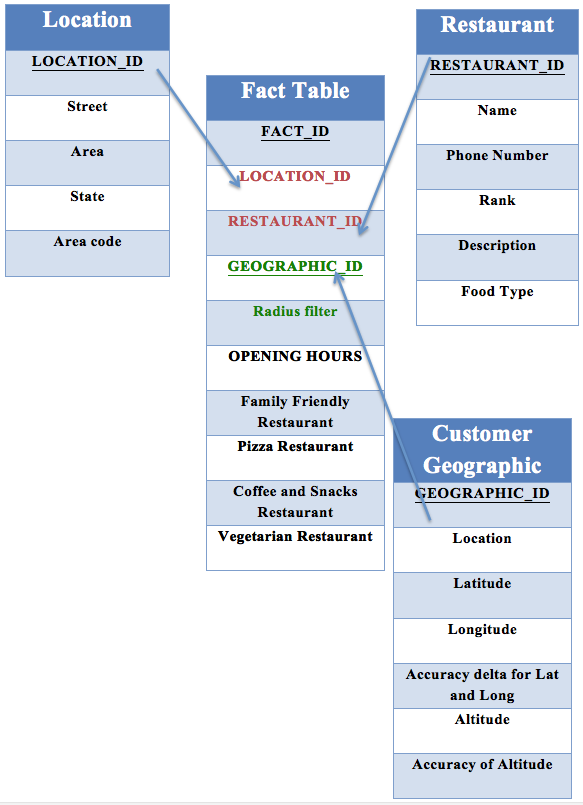 Location
LOCATION_ID
Street
Area
State
Area code
Fact Table
FACT_ID
LOCATION_ID
RESTAURANT_ID
GEOGRAPHIC_ID
Radius filter
OPENING HOURS
Family Friendly
Restaurant
Pizza Restaurant
Coffee and Snacks
Restaurant
Vegetarian Restaurant
Restaurant
RESTAURANT_ID
Name
Phone Number
Rank
Description
Food Type
Customer
Geographic
GEOGRAPHIC_ID
Location
Latitude
Longitude
Accuracy delta for Lat
and Long
Altitude
Accuracy of Altitude